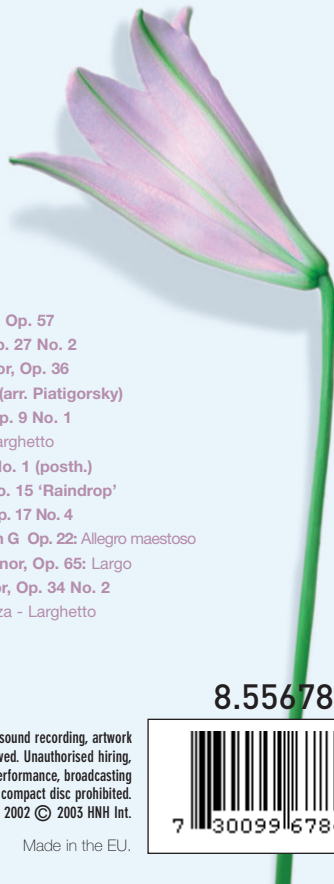 Op. 57
p. 27 No. 2
or, Op. 36
(arr. Piatigorsky)
Op. 9 No. 1
arghetto
No. 1 (posth.)
o. 15 ‘Raindrop’
p. 17 No. 4
n G Op. 22: Allegro maestoso
inor, Op. 65: Largo
or, Op. 34 No. 2
za - Larghetto
8.55678
sound recording, artwork
ved. Unauthorised hiring,
erformance, broadcasting
compact disc prohibited.
2002 © 2003 HNH Int.
Made in the EU.
7 30099 678